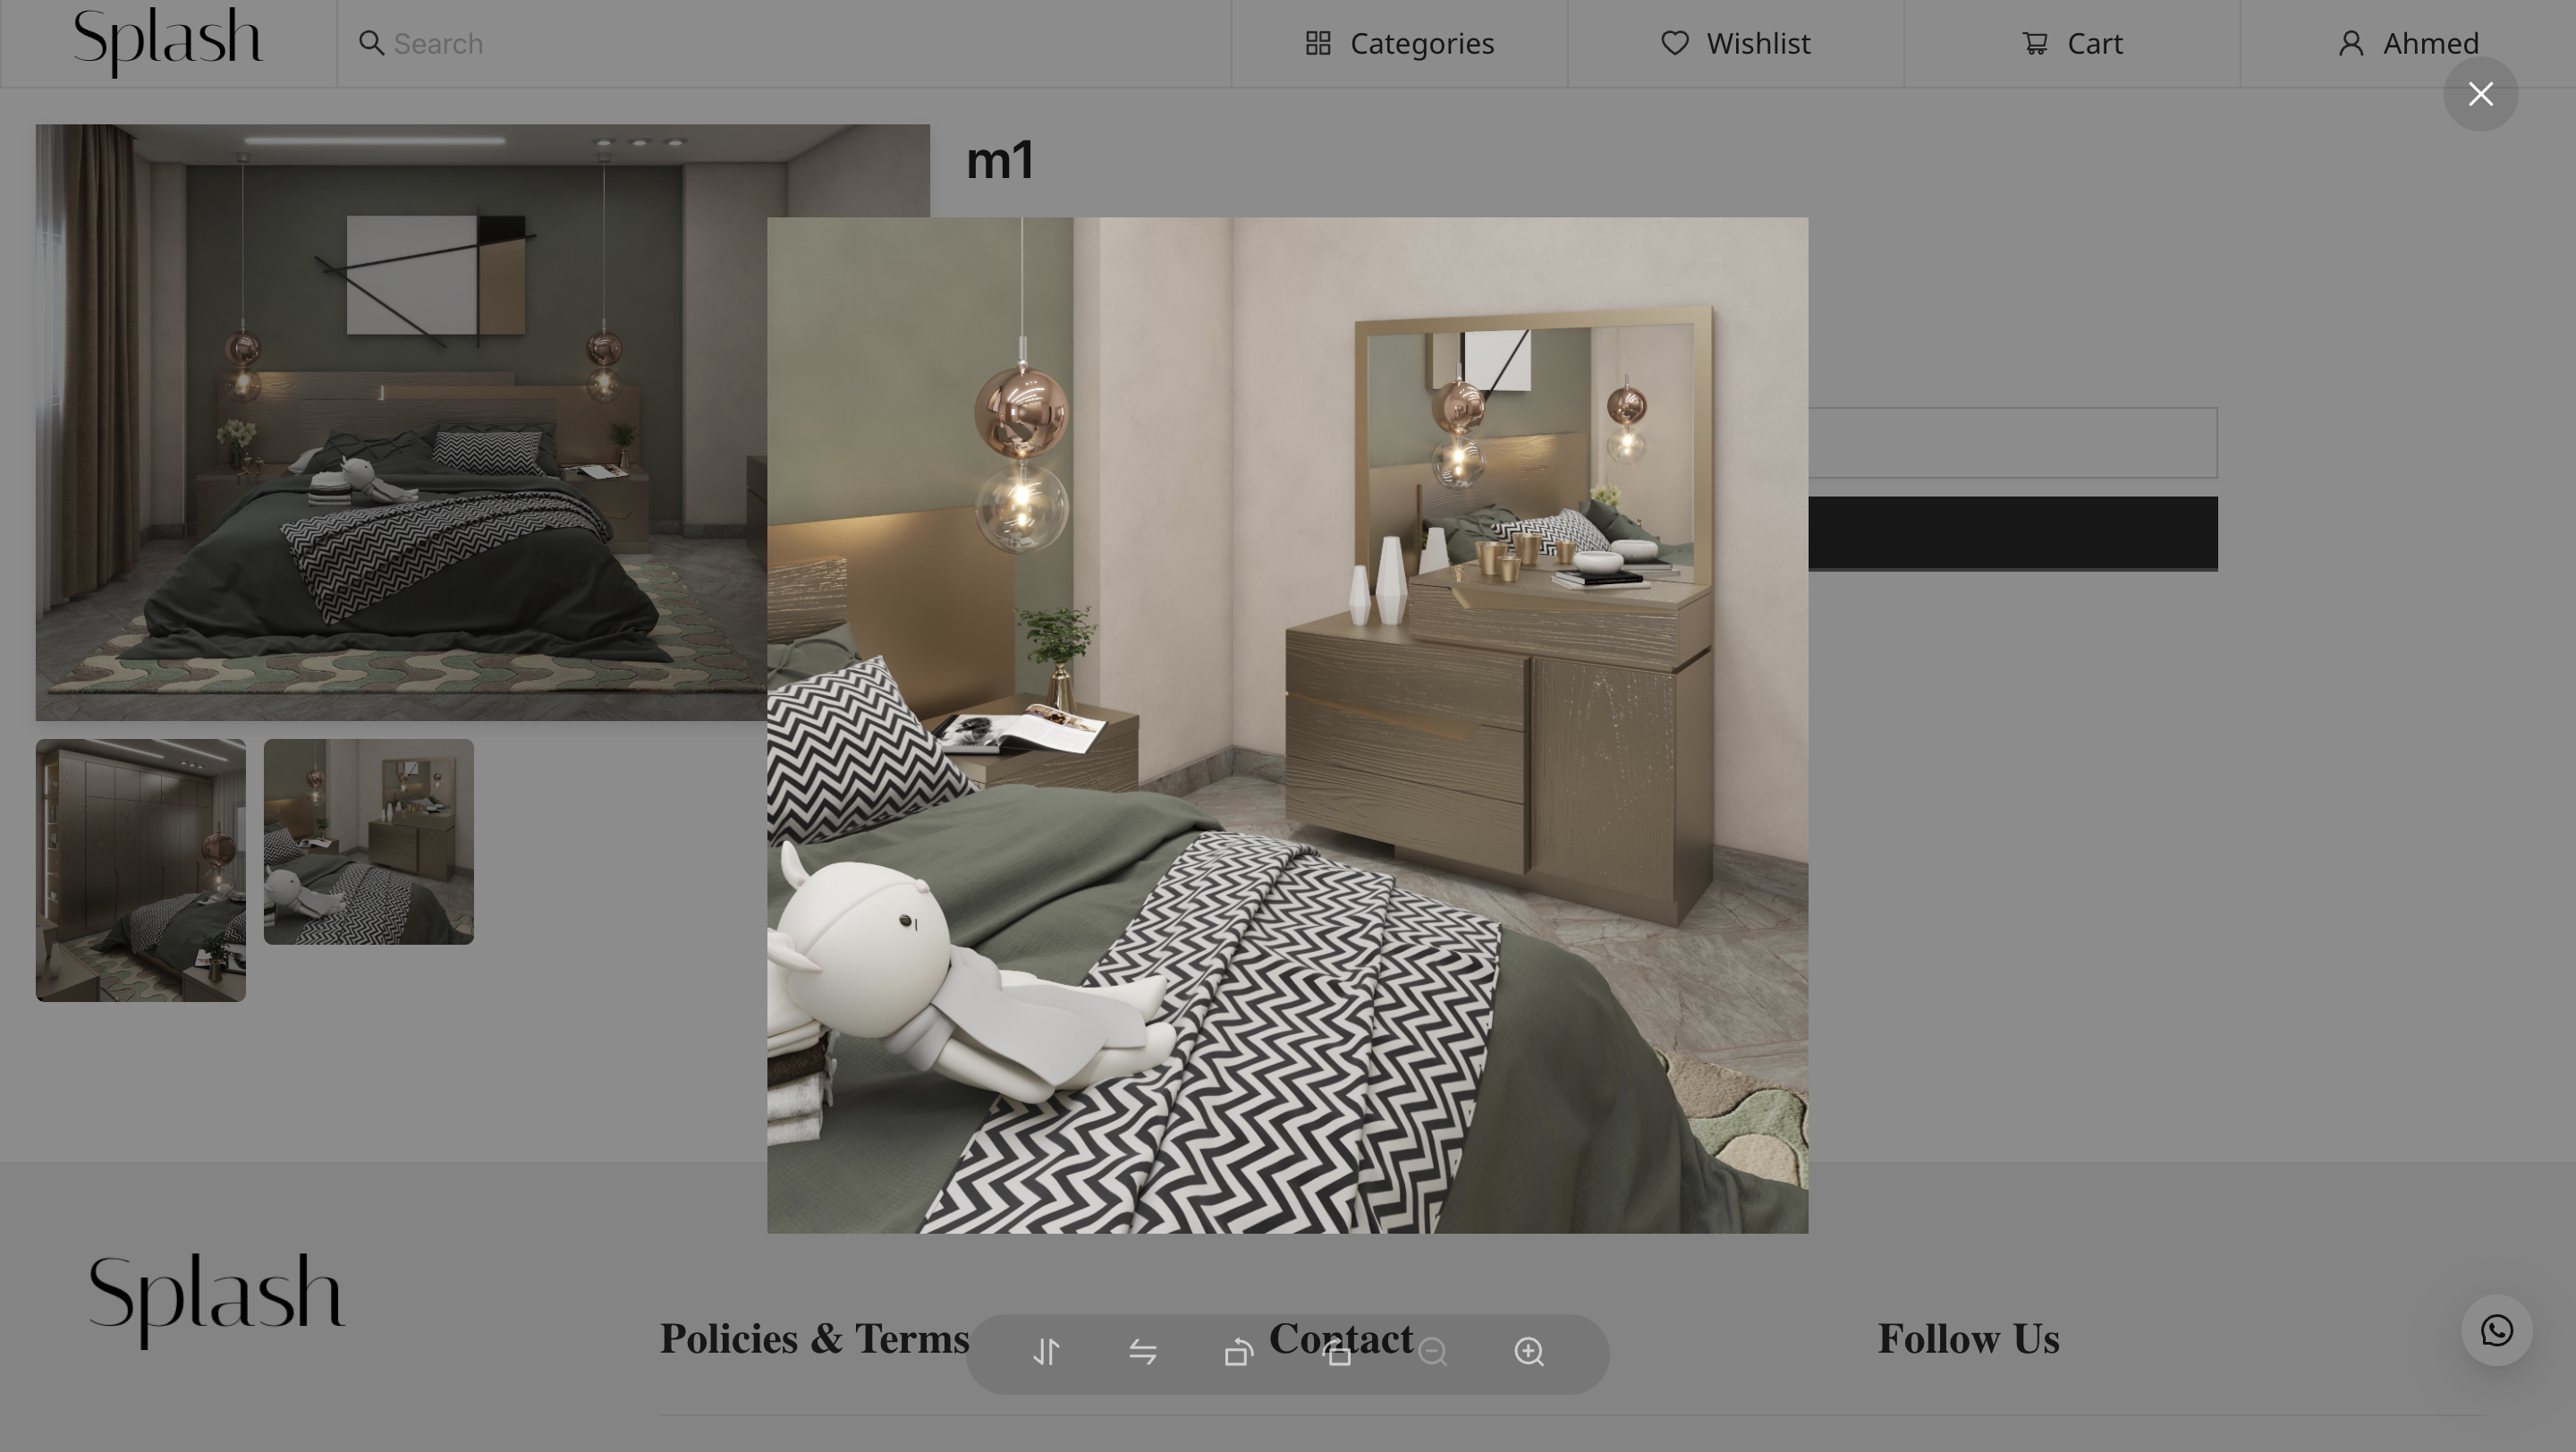 Splash
Search
Categories
Wishlist
Cart
Ahmed
m1
Splash
Policies & Terms
Contact
Follow Us